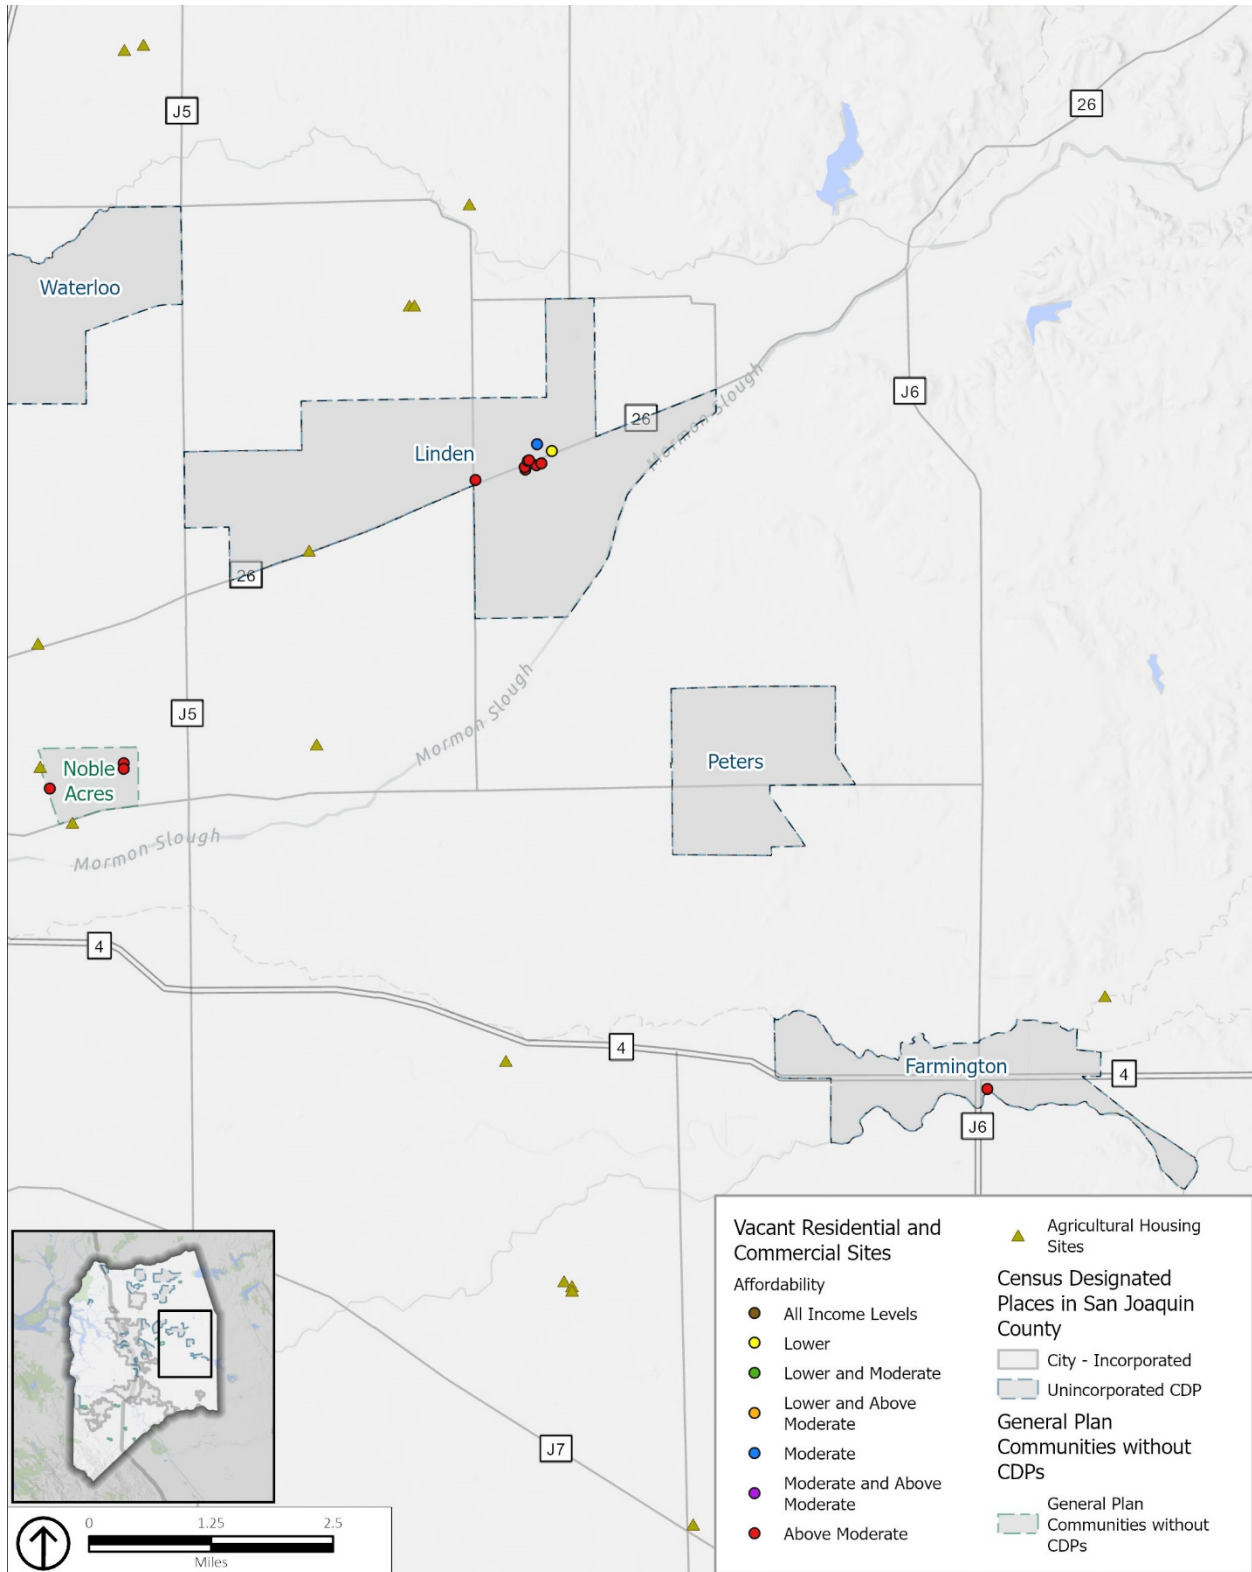 J5
26
Waterloo
J6
26
Linden
Mormon Slough
26
J5
Mormon Slough
Peters
Noble
Acres
Mormon Slough
4
4
Farmington
4
J6
J7
Vacant Residential and
Commercial Sites
Affordability
All Income Levels
Lower
Lower and Moderate
Lower and Above
Moderate
Moderate
Moderate and Above
Moderate
Above Moderate
Agricultural Housing
Sites
Census Designated
Places in San Joaquin
County
City - Incorporated
Unincorporated CDP
General Plan
Communities without
CDPs
General Plan
Communities without
CDPs
0 1.25 2.5
Miles